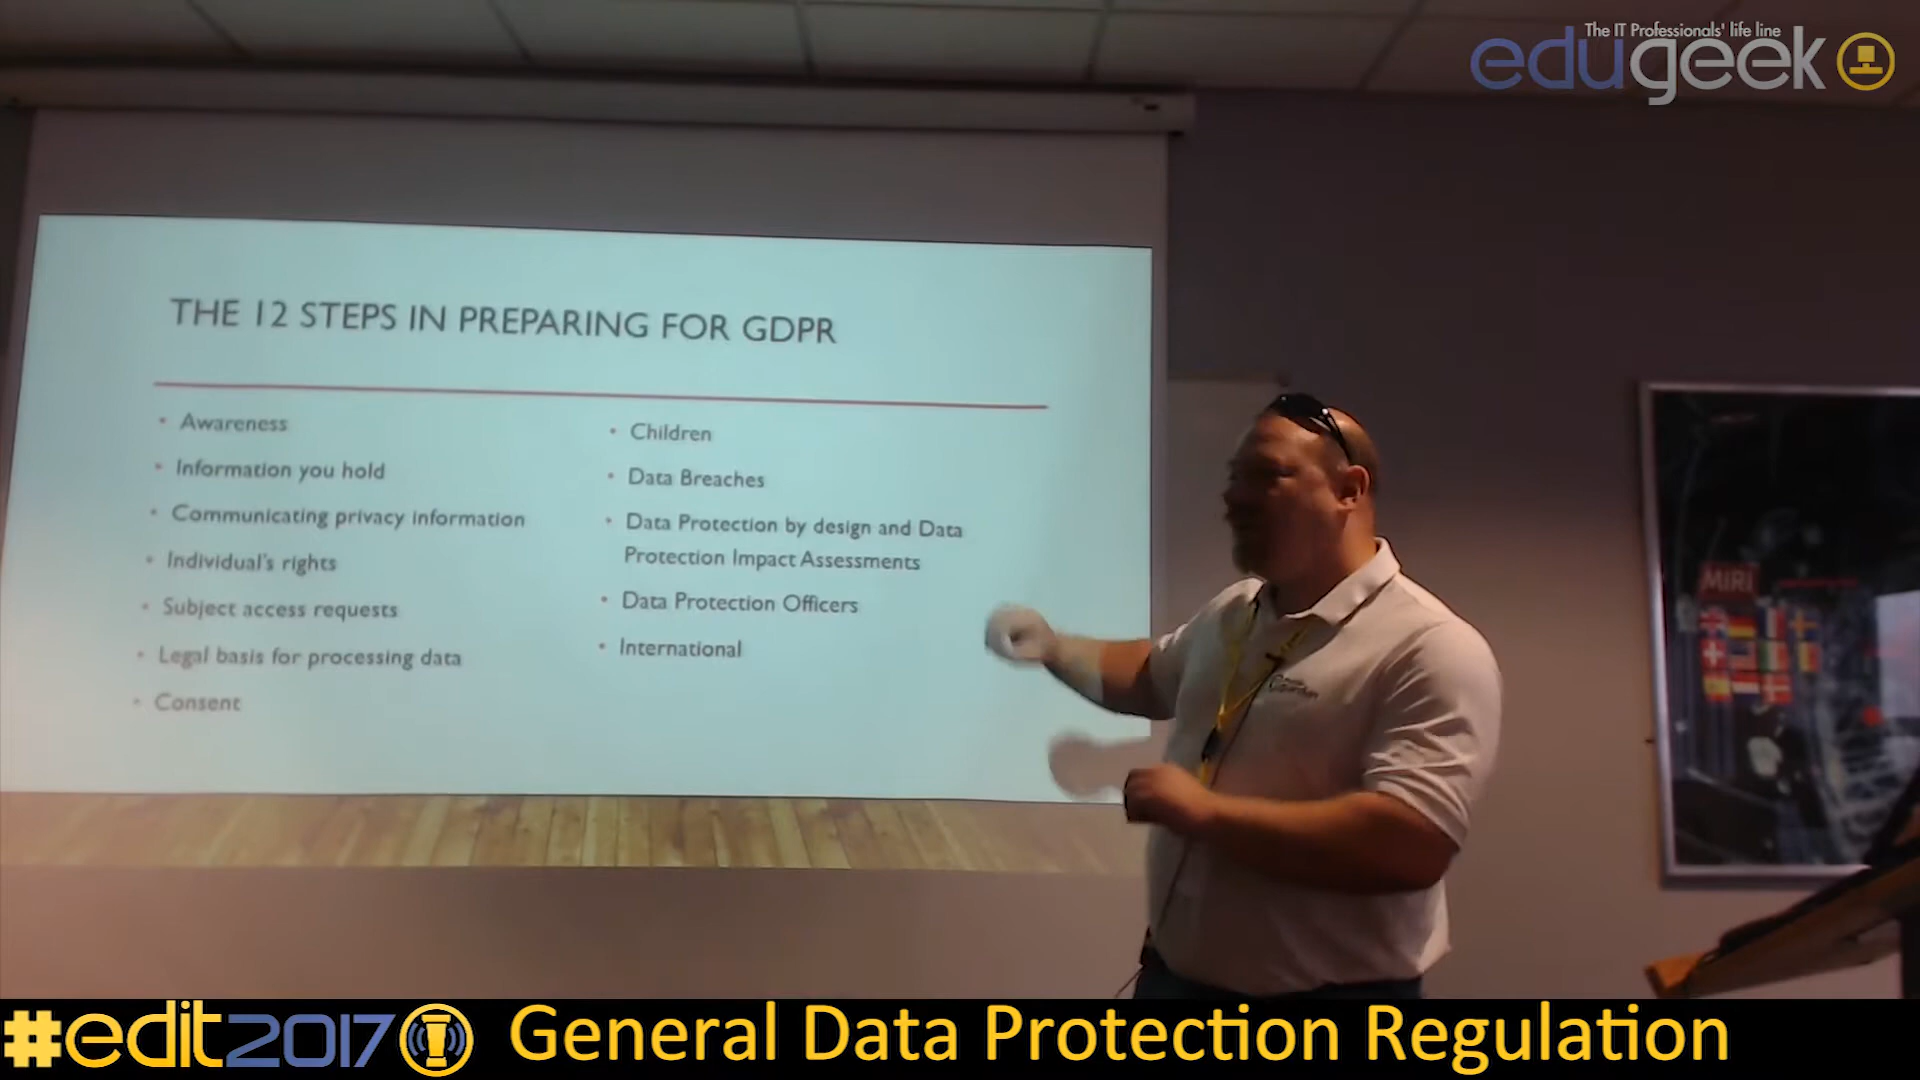 The IT Professionals' life line
edugeek
THE 12 STEPS IN PREPARING FOR GDPR
• Awareness
• Information you hold
• Communicating privacy information
• Individual's rights
• Subject access requests
• Legal basis for processing data
• Consent
• Children
• Data Breaches
• Data Protection by design and Data
Protection Impact Assessments
• Data Protection Officers
• International
MIRI
#edit2017 General Data Protection Regulation